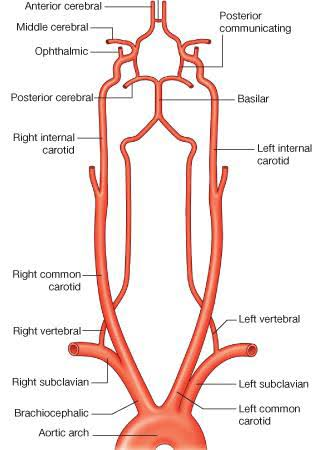 Anterior cerebral
Middle cerebral
Ophthalmic
Posterior
communicating
Posterior cerebral
Basilar
Right internal
carotid
Left internal
carotid
Right common
carotid
Right vertebral
Left vertebral
Right subclavian
Left subclavian
Brachiocephalic
Left common
carotid
Aortic arch